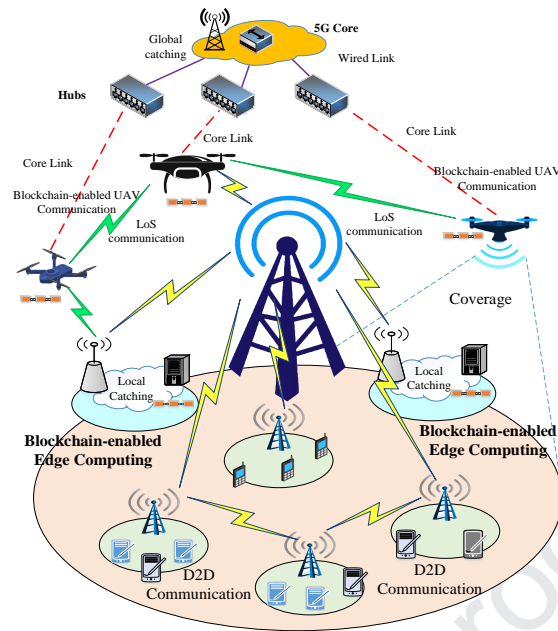 5G Core
Global
catching
Wired Link
Hubs
Core Link
Core Link
Core Link
Blockchain-enabled UAV
Communication
Blockchain-enabled UAV
Communication
LoS
communication
LoS
communication
Coverage
Local
Catching
Local
Catching
Blockchain-enabled
Edge Computing
Blockchain-enabled
Edge Computing
D2D
Communication
D2D
Communication